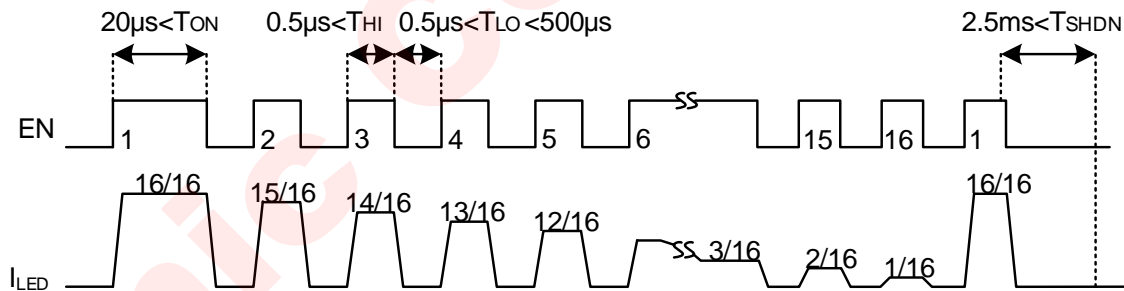 20µs<TON 0.5µs<THI 0.5µs<TLO <500µs 2.5ms<TSHDN
EN 1 2 3 4 5 6 15 16 1
16/16 15/16 14/16 13/16 12/16 3/16 2/16 1/16 16/16
ILED